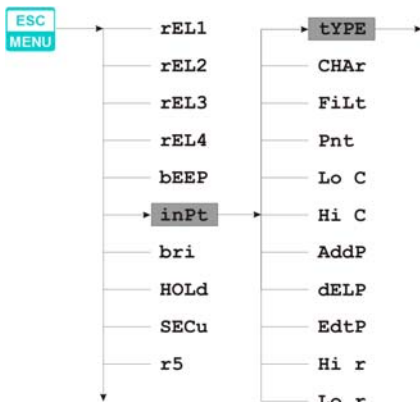 ESC
MENU
rEL1
rEL2
rEL3
rEL4
bEEP
inPt
bri
HOLd
SECu
r5
tYPE
CHAr
FiLt
Pnt
Lo C
Hi C
AddP
dELP
EdtP
Hi r
Lo r